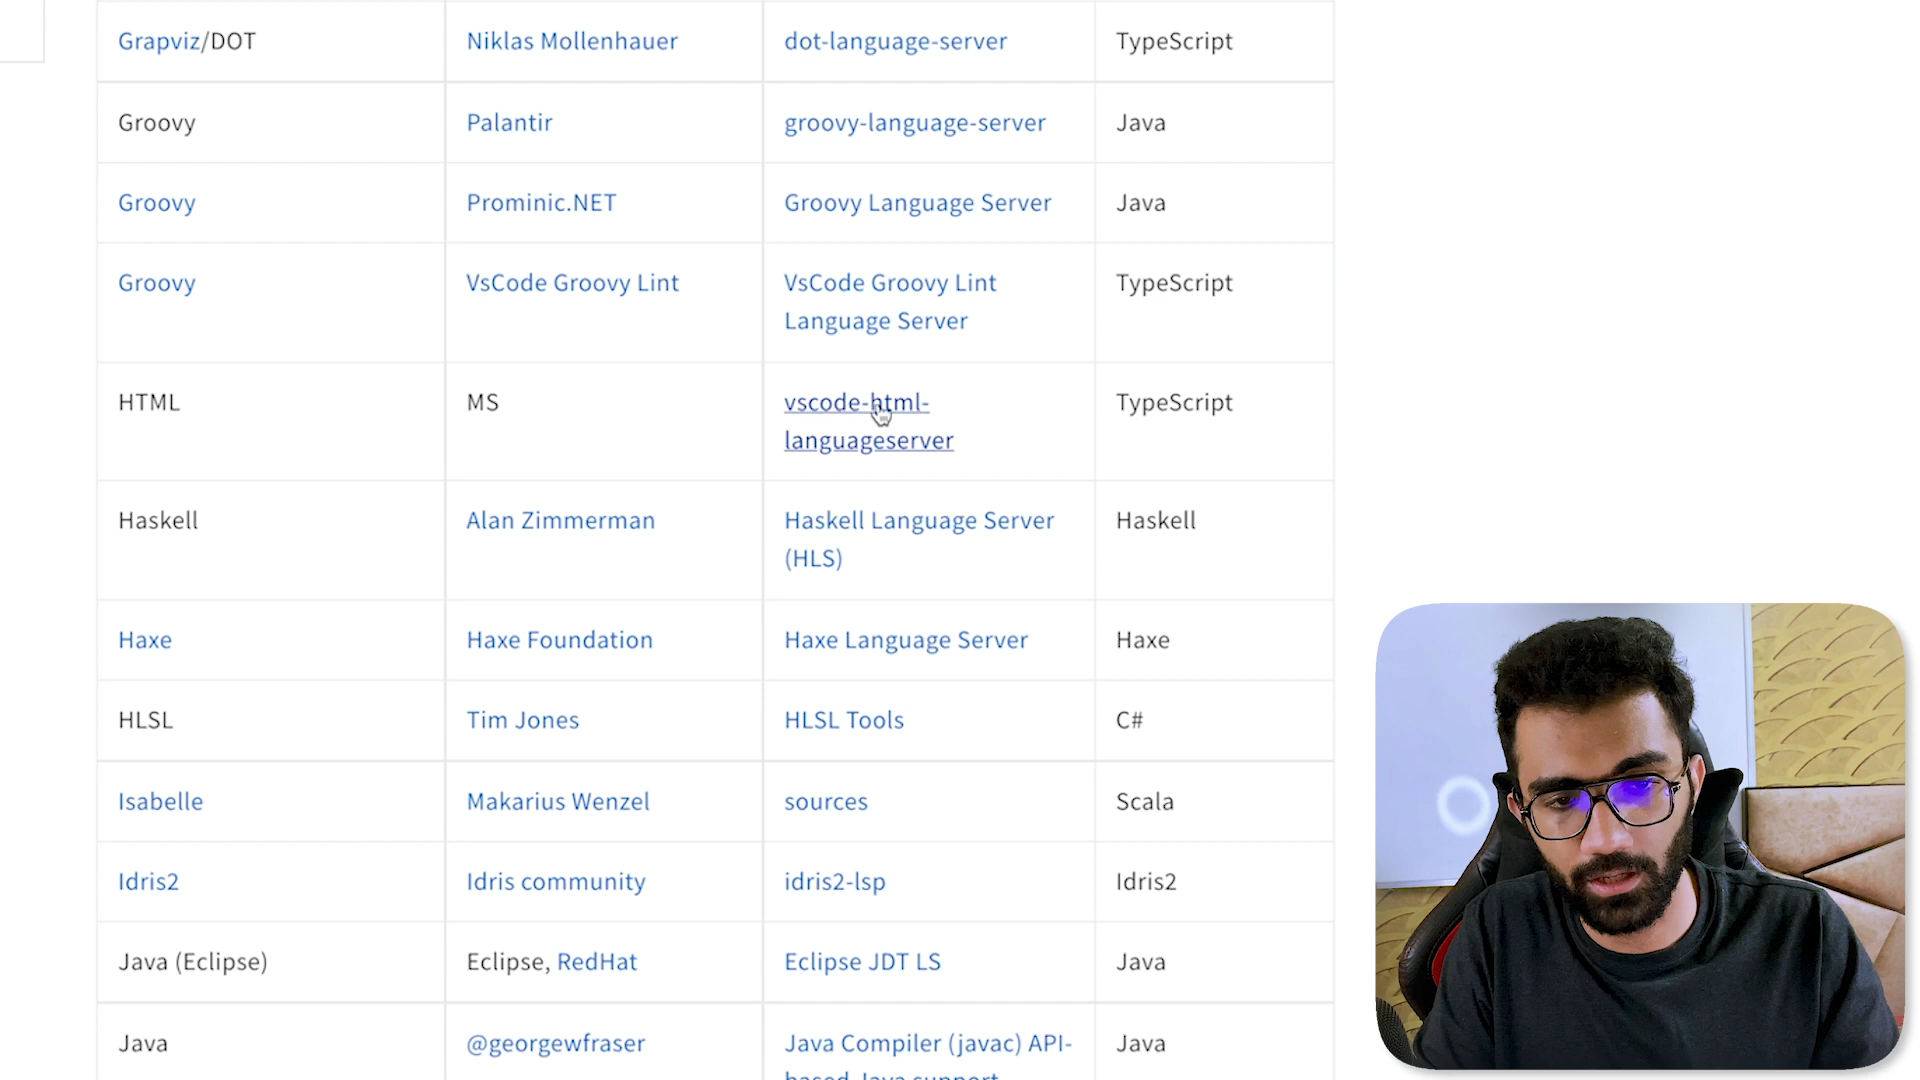 Grapviz/DOT Niklas Mollenhauer dot-language-server TypeScript
Groovy Palantir groovy-language-server Java
Groovy Prominic.NET Groovy Language Server Java
Groovy VsCode Groovy Lint VsCode Groovy Lint TypeScript
Language Server
HTML MS vscode-html- TypeScript
languageserver
Haskell Alan Zimmerman Haskell Language Server Haskell
(HLS)
Haxe Haxe Foundation Haxe Language Server Haxe
HLSL Tim Jones HLSL Tools C#
Isabelle Makarius Wenzel sources Scala
Idris2 Idris community idris2-lsp Idris2
Java (Eclipse) Eclipse, RedHat Eclipse JDT LS Java
Java @georgewfraser Java Compiler (javac) API- Java
based Java support